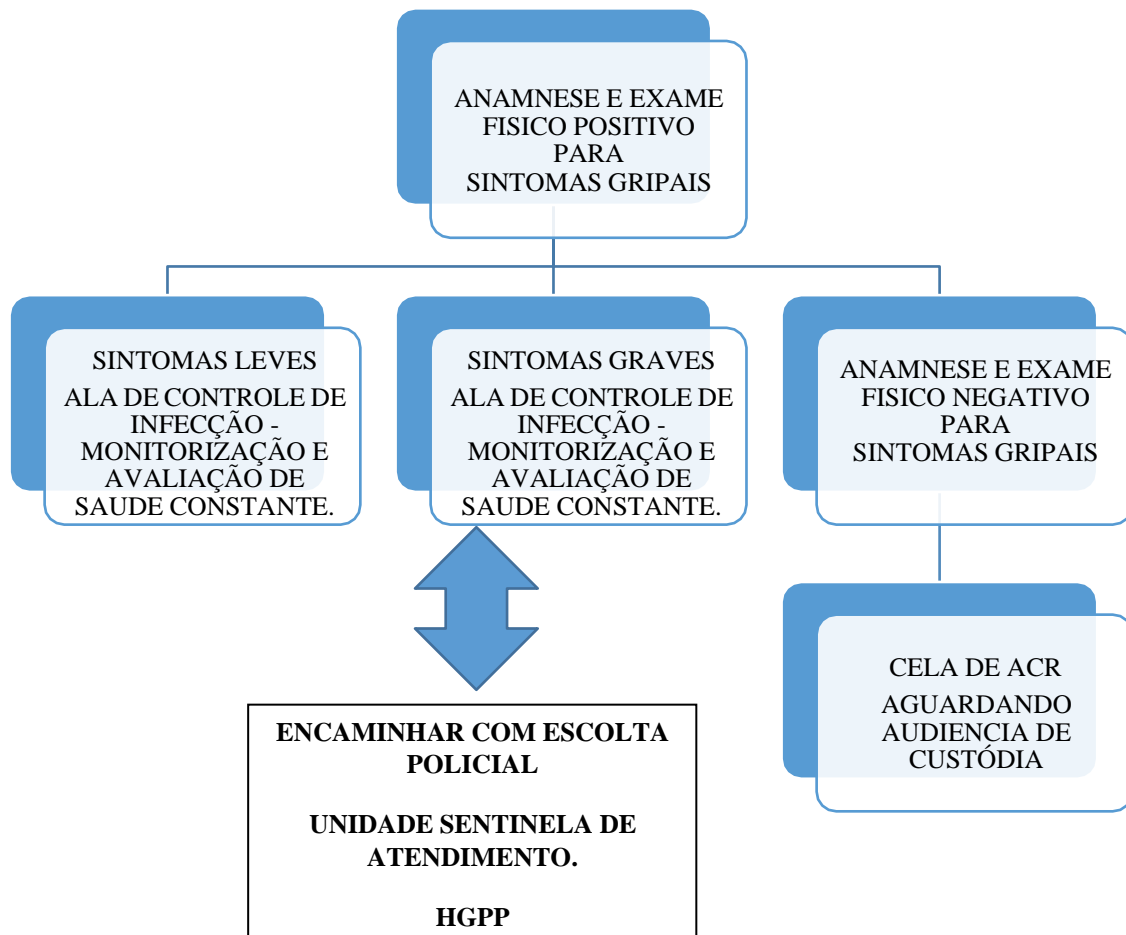 ANAMNESE E EXAME
FISICO POSITIVO
PARA
SINTOMAS GRIPAIS
SINTOMAS LEVES
ALA DE CONTROLE DE
INFECÇÃO -
MONITORIZAÇÃO E
AVALIAÇÃO DE
SAUDE CONSTANTE.
SINTOMAS GRAVES
ALA DE CONTROLE DE
INFECÇÃO -
MONITORIZAÇÃO E
AVALIAÇÃO DE
SAUDE CONSTANTE.
ANAMNESE E EXAME
FISICO NEGATIVO
PARA
SINTOMAS GRIPAIS
CELA DE ACR
AGUARDANDO
AUDIENCIA DE
CUSTÓDIA
ENCAMINHAR COM ESCOLTA
POLICIAL
UNIDADE SENTINELA DE
ATENDIMENTO.
HGPP